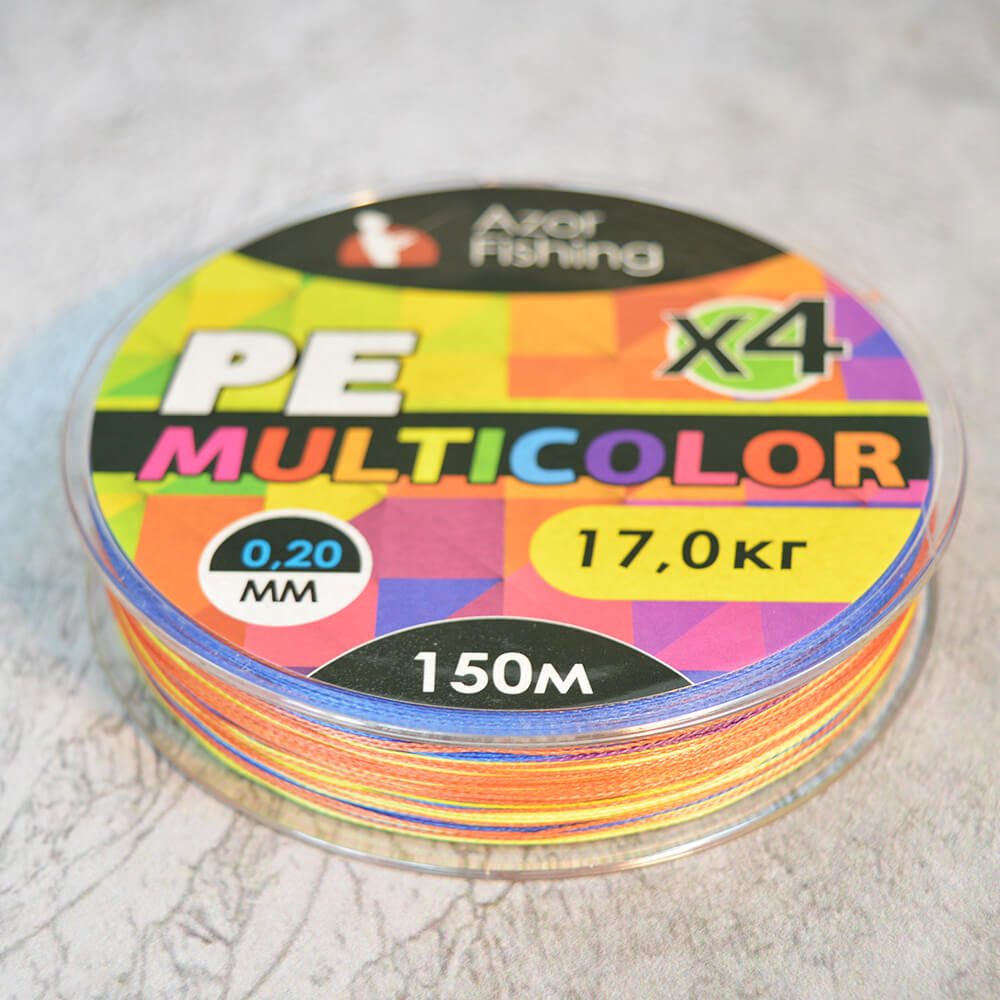 Azor
Fishing
x4
PE
MULTICOLOR
0,20
мм
17,0кг
150м